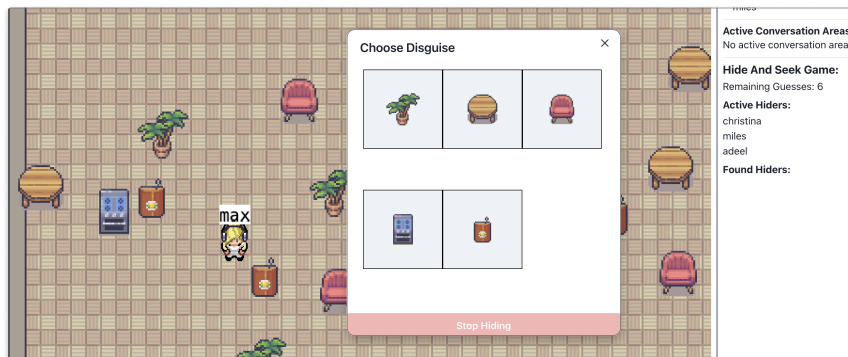 max
Choose Disguise
Stop Hiding
miles
Active Conversation Areas
No active conversation area
Hide And Seek Game:
Remaining Guesses: 6
Active Hiders:
christina
miles
adeel
Found Hiders: